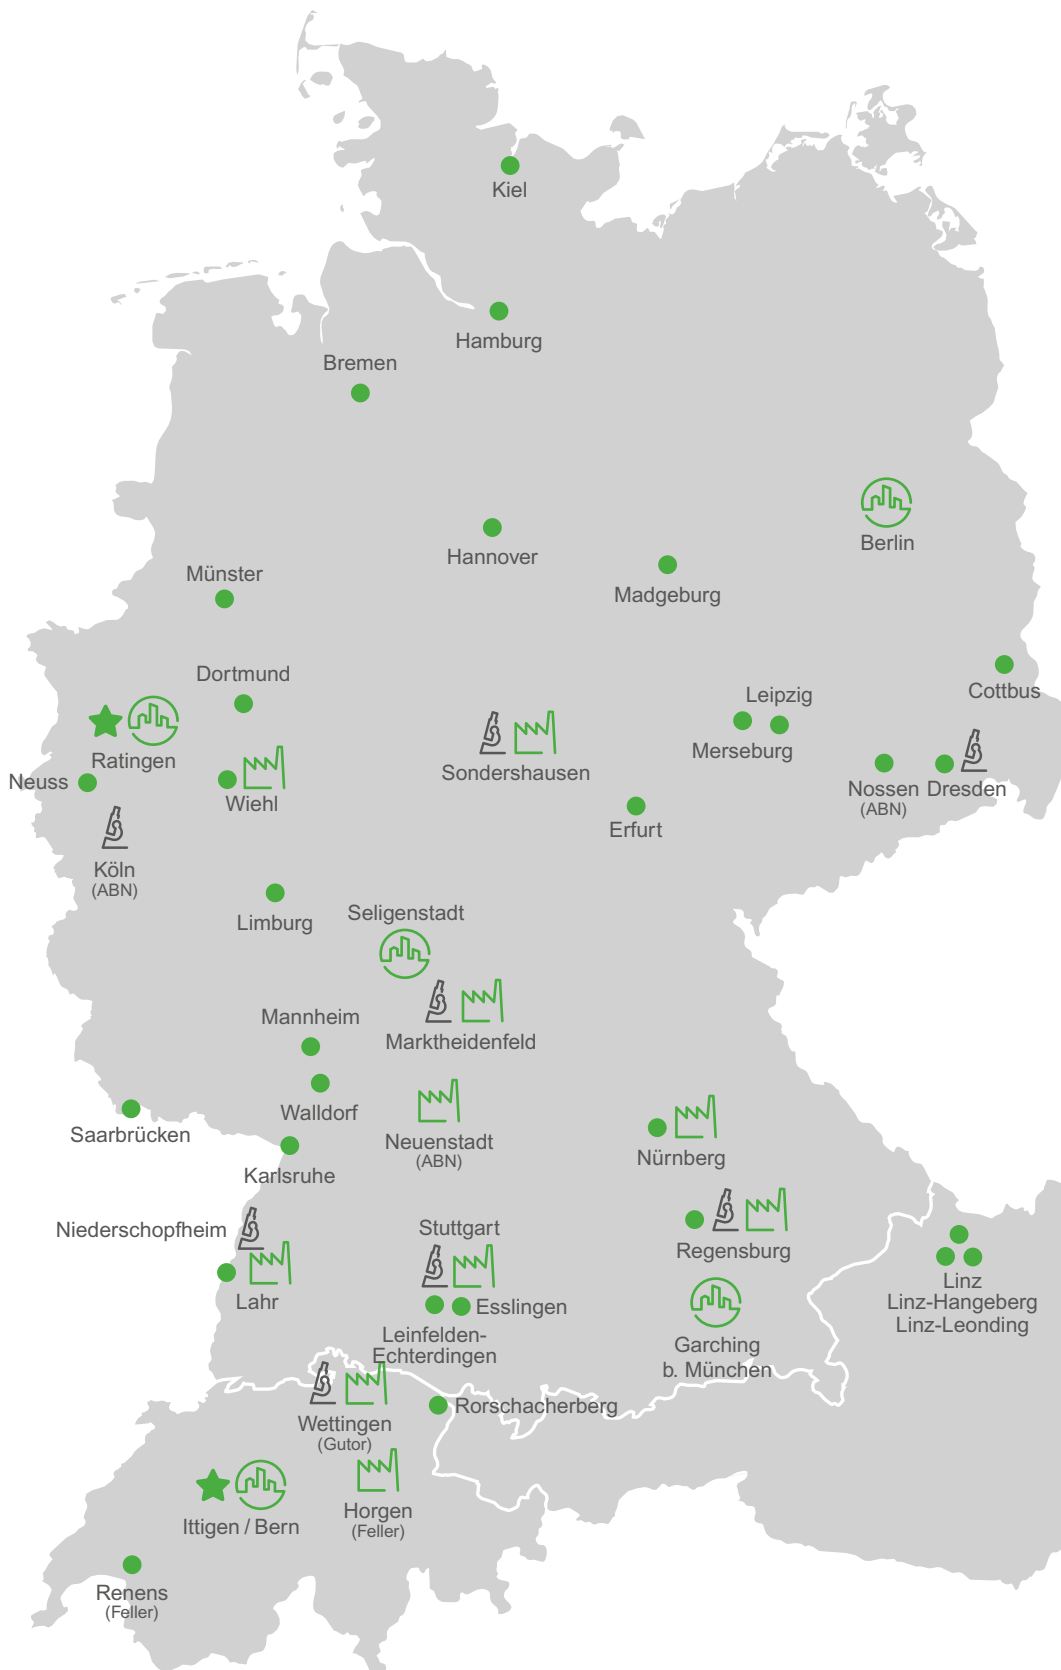 Kiel
Hamburg
Bremen
Berlin
Hannover
Madgeburg
Münster
Dortmund
Cottbus
Leipzig
Merseburg
Ratingen
Sondershausen
Neuss
Wiehl
Nossen
(ABN)
Dresden
Erfurt
Köln
(ABN)
Limburg
Seligenstadt
Mannheim
Marktheidenfeld
Walldorf
Saarbrücken
Neuenstadt
(ABN)
Nürnberg
Karlsruhe
Niederschopfheim
Stuttgart
Regensburg
Lahr
Esslingen
Leinfelden-
Echterdingen
Garching
b. München
Linz
Linz-Hangeberg
Linz-Leonding
Wettingen
(Gutor)
Rorschacherberg
Horgen
(Feller)
Ittigen / Bern
Renens
(Feller)